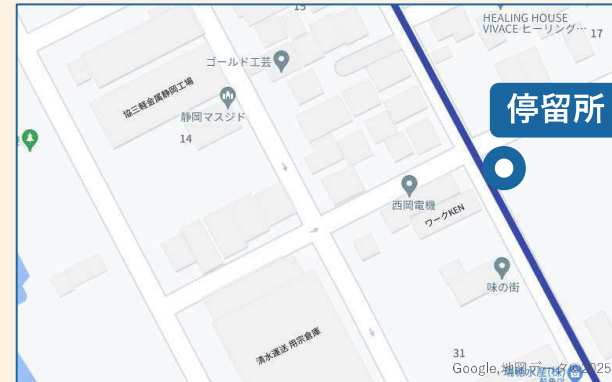 15
HEALING HOUSE
VIVACE ヒーリング…
17
ゴールド工芸
協三軽金属静岡工場
静岡マスジド
14
停留所
西岡電機
ワークKEN
味の街
清水運送 用宗倉庫
31
Google,地図データ©2025